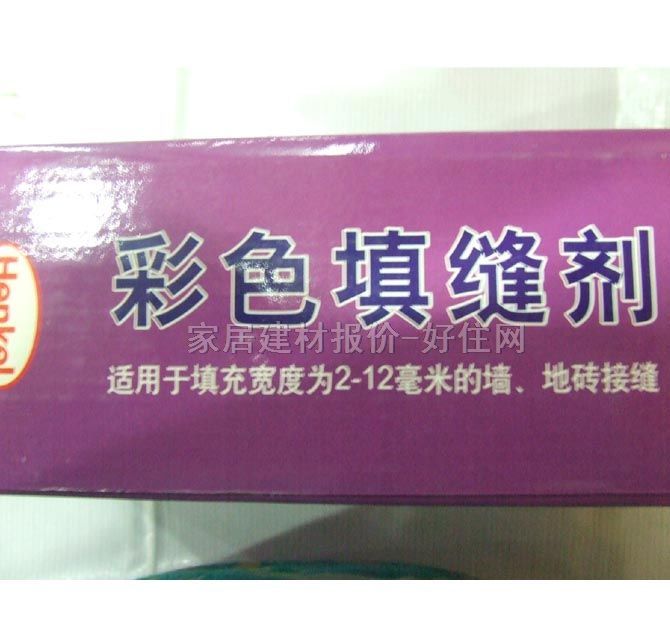 Henkel
彩色填缝剂
家居建材报价-好住网
适用于填充宽度为2-12毫米的墙、地砖接缝